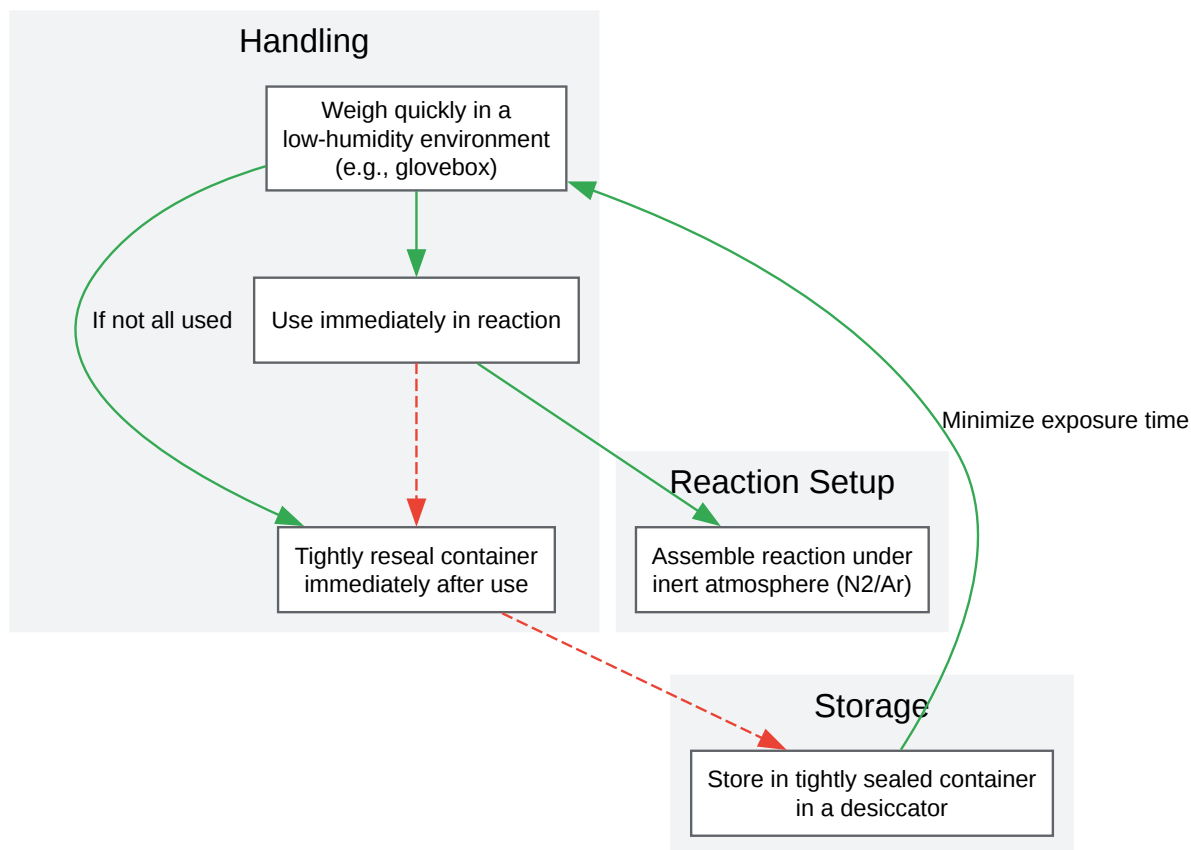 Handling
Weigh quickly in a
low-humidity environment
(e.g., glovebox)
If not all used
Use immediately in reaction
Minimize exposure time
Reaction Setup
Tightly reseal container
immediately after use
Assemble reaction under
inert atmosphere (N2/Ar)
Storage
Store in tightly sealed container
in a desiccator